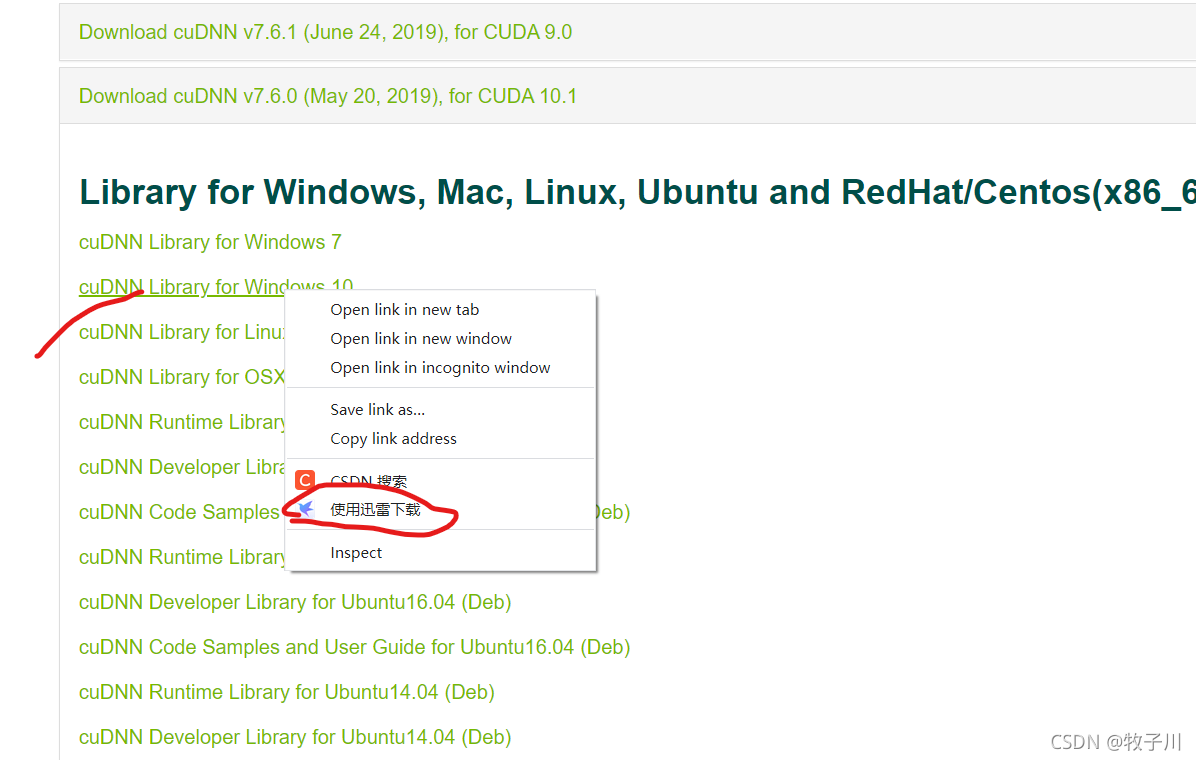 Download cuDNN v7.6.1 (June 24, 2019), for CUDA 9.0
Download cuDNN v7.6.0 (May 20, 2019), for CUDA 10.1
Library for Windows, Mac, Linux, Ubuntu and RedHat/Centos(x86_6
cuDNN Library for Windows 7
cuDNN Library for Windows 10
cuDNN Library for Linu
cuDNN Library for OSX
cuDNN Runtime Library
cuDNN Developer Libra
cuDNN Code Samples Deb)
cuDNN Runtime Library
cuDNN Developer Library for Ubuntu16.04 (Deb)
cuDNN Code Samples and User Guide for Ubuntu16.04 (Deb)
cuDNN Runtime Library for Ubuntu14.04 (Deb)
cuDNN Developer Library for Ubuntu14.04 (Deb)
Open link in new tab
Open link in new window
Open link in incognito window
Save link as...
Copy link address
C CSDN 搜索
使用迅雷下载
Inspect
CSDN @牧子川